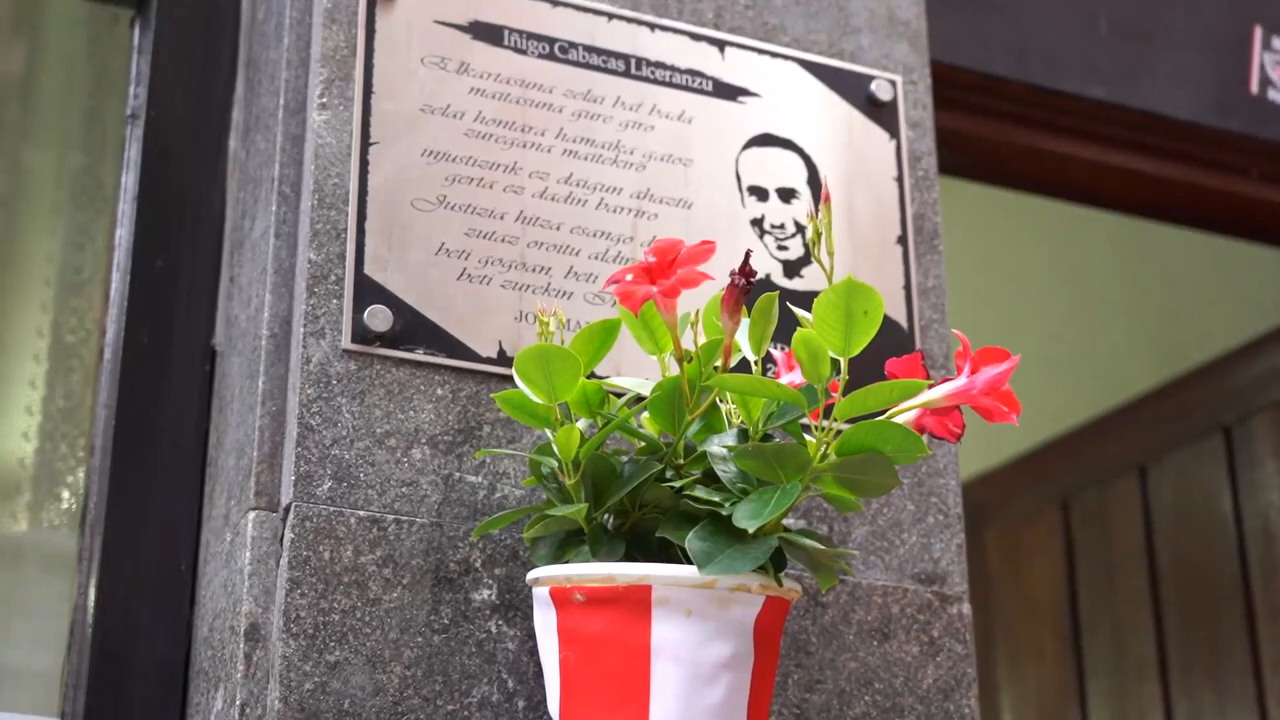 Iñigo Cabacas Liceranzu
Elkartasuna zelai bat bada
maitasuna gure giro
zelai hontara hamaika gatoz
zuregana maitekiro
injustizirik ez daigun ahaztu
gerta ez dadin barriro
Justizia hitza esango
zutaz oroitu
beti gogoan, beti
beti zurekin